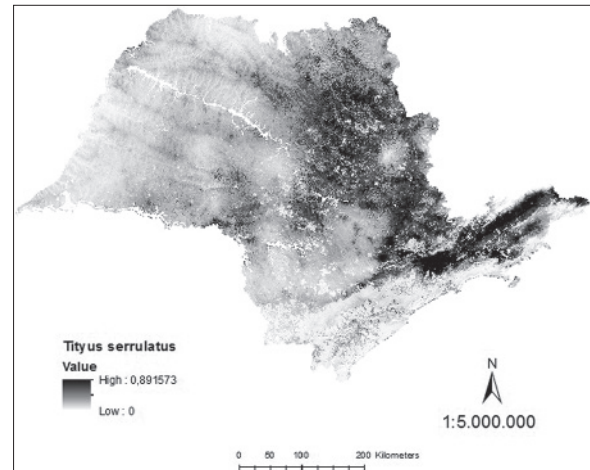 Tityus serrulatus
Value
High : 0,891573
Low : 0
N
1:5.000.000
0 50 100 200 Kilometers